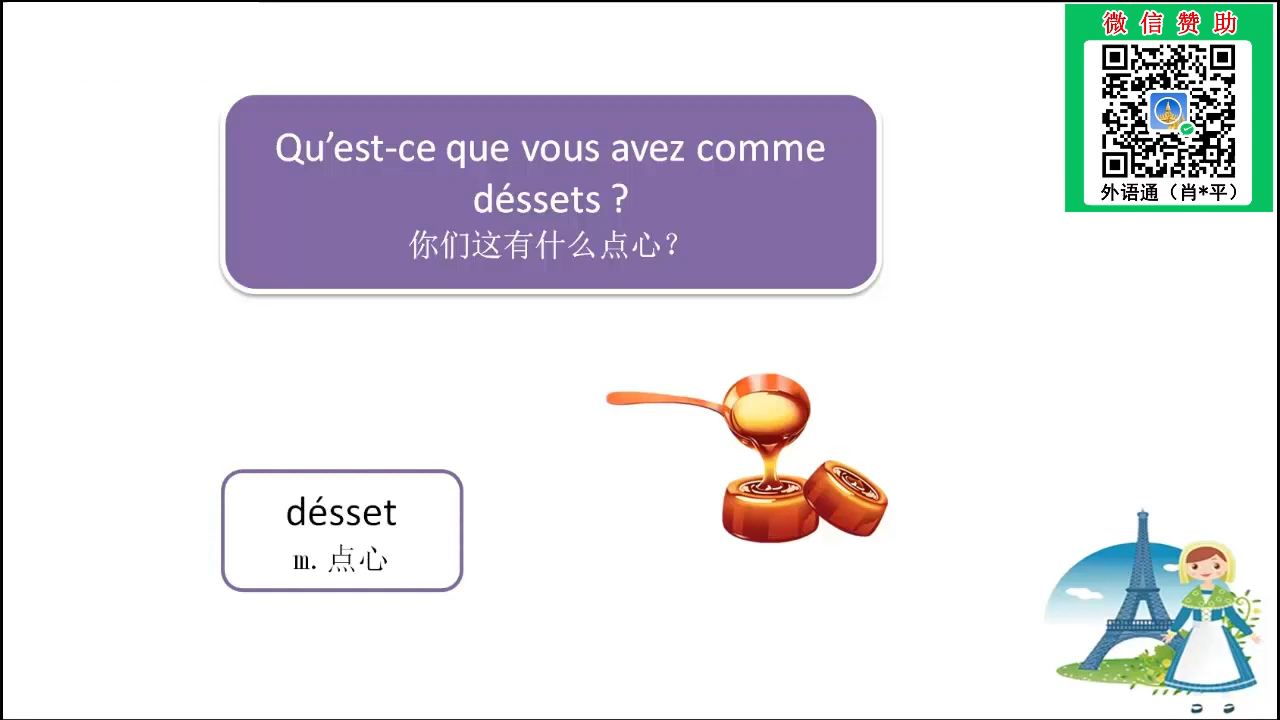 微信赞助
外语通（肖*平）
Qu’est-ce que vous avez comme
déssets ?
你们这有什么点心？
désset
m. 点心